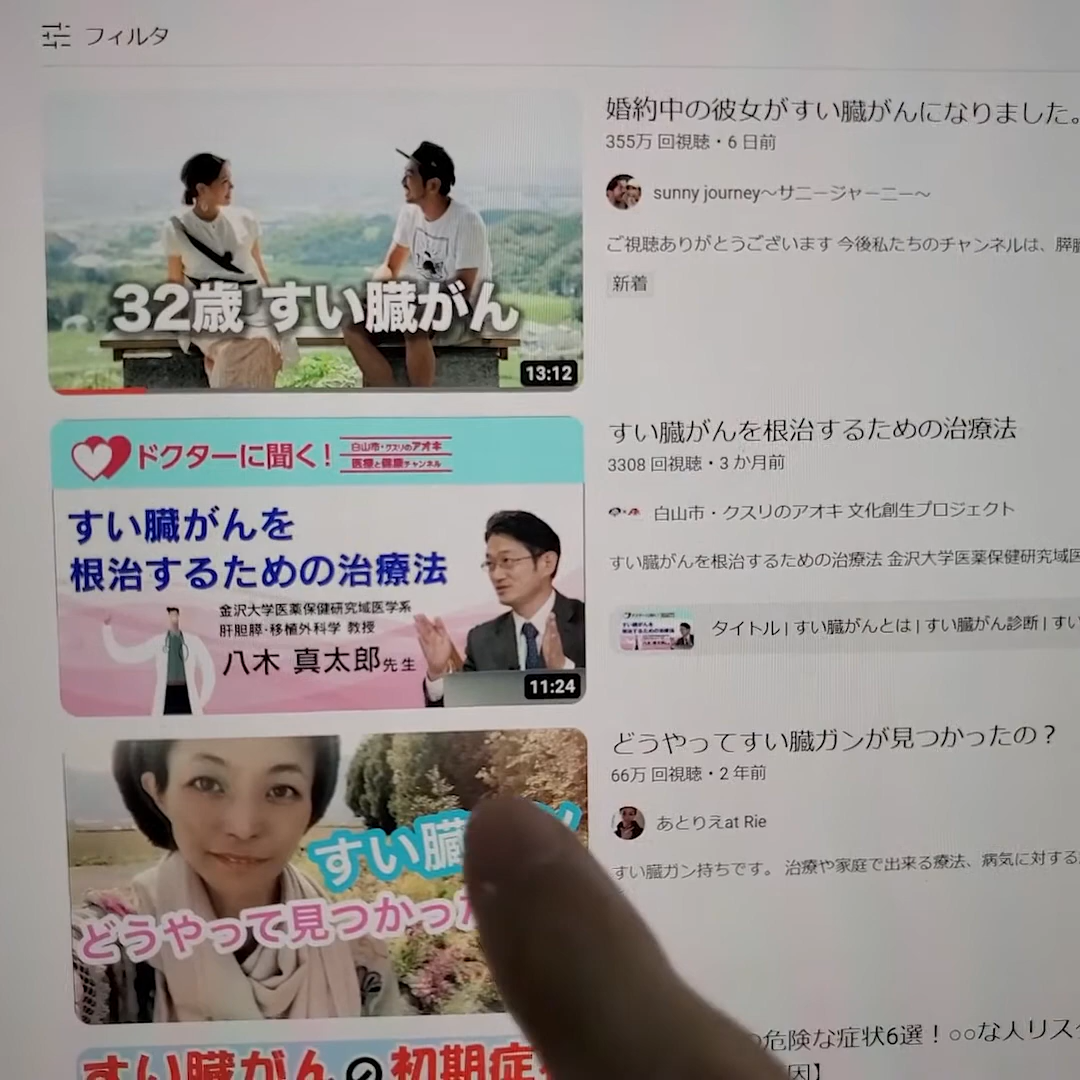 フィルタ
32歳 すい臓がん
13:12
婚約中の彼女がすい臓がんになりました。
355万 回視聴・6 日前
sunny journey〜サニージャーニー〜
ご視聴ありがとうございます 今後私たちのチャンネルは、膵
新着
ドクターに聞く!
白山市・クスリのアオキ
医療と健康チャンネル
すい臓がんを
根治するための治療法
金沢大学医薬保健研究域医学系
肝胆膵・移植外科学 教授
八木 真太郎先生
11:24
すい臓がんを根治するための治療法
3308 回視聴・3 か月前
白山市・クスリのアオキ 文化創生プロジェクト
すい臓がんを根治するための治療法 金沢大学医薬保健研究域医
タイトル | すい臓がんとは | すい臓がん診断 | すい
すい臓
どうやって見つかった
どうやってすい臓ガンが見つかったの?
66万 回視聴・2 年前
あとりえat Rie
すい臓ガン持ちです。 治療や家庭で出来る療法、病気に対する
すい臓がんの初期症
の危険な症状6選!○○な人リスク
因】